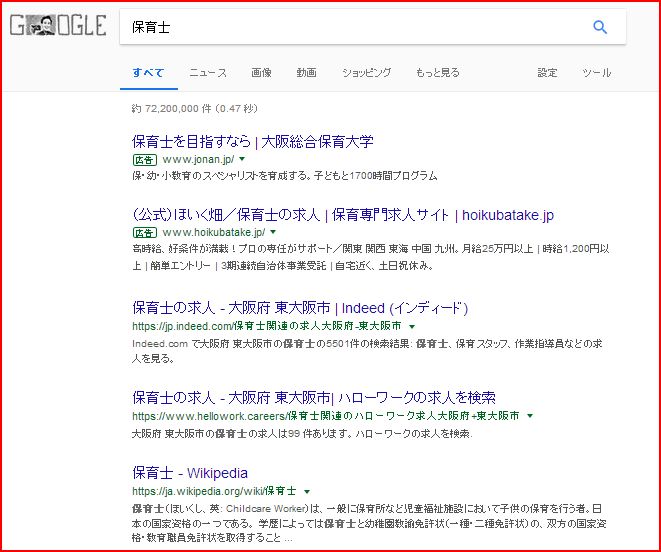 GOOGLE
保育士
すべて ニュース 画像 動画 ショッピング もっと見る 設定 ツール
約 72,200,000 件 (0.47 秒)
保育士を目指すなら | 大阪総合保育大学
広告 www.jonan.jp/
保・幼・小教育のスペシャリストを育成する。子どもと1700時間プログラム
(公式)ほいく畑／保育士の求人 | 保育専門求人サイト | hoikubatake.jp
広告 www.hoikubatake.jp/
高時給、好条件が満載！プロの専任がサポート／関東 関西 東海 中国 九州。月給25万円以上 | 時給1,200円以
上 | 簡単エントリー | 3期連続自治体事業受託 | 自宅近く、土日祝休み。
保育士の求人 - 大阪府 東大阪市 | Indeed (インディード)
https://jp.indeed.com/保育士関連の求人大阪府-東大阪市
Indeed.com で大阪府 東大阪市の保育士の5501件の検索結果: 保育士、保育スタッフ、作業指導員などの求
人を見る。
保育士の求人 - 大阪府 東大阪市| ハローワークの求人を検索
https://www.hellowork.careers/保育士関連のハローワーク求人大阪府+東大阪市
大阪府 東大阪市の保育士の求人は99 件あります。 ハローワークの求人を検索.
保育士 - Wikipedia
https://ja.wikipedia.org/wiki/保育士
保育士（ほいくし、英: Childcare Worker）は、一般に保育所など児童福祉施設において子供の保育を行う者。日
本の国家資格の一つである。 学歴によっては保育士と幼稚園教諭免許状（一種・二種免許状）の、双方の国家資
格・教育職員免許状を取得すること ...